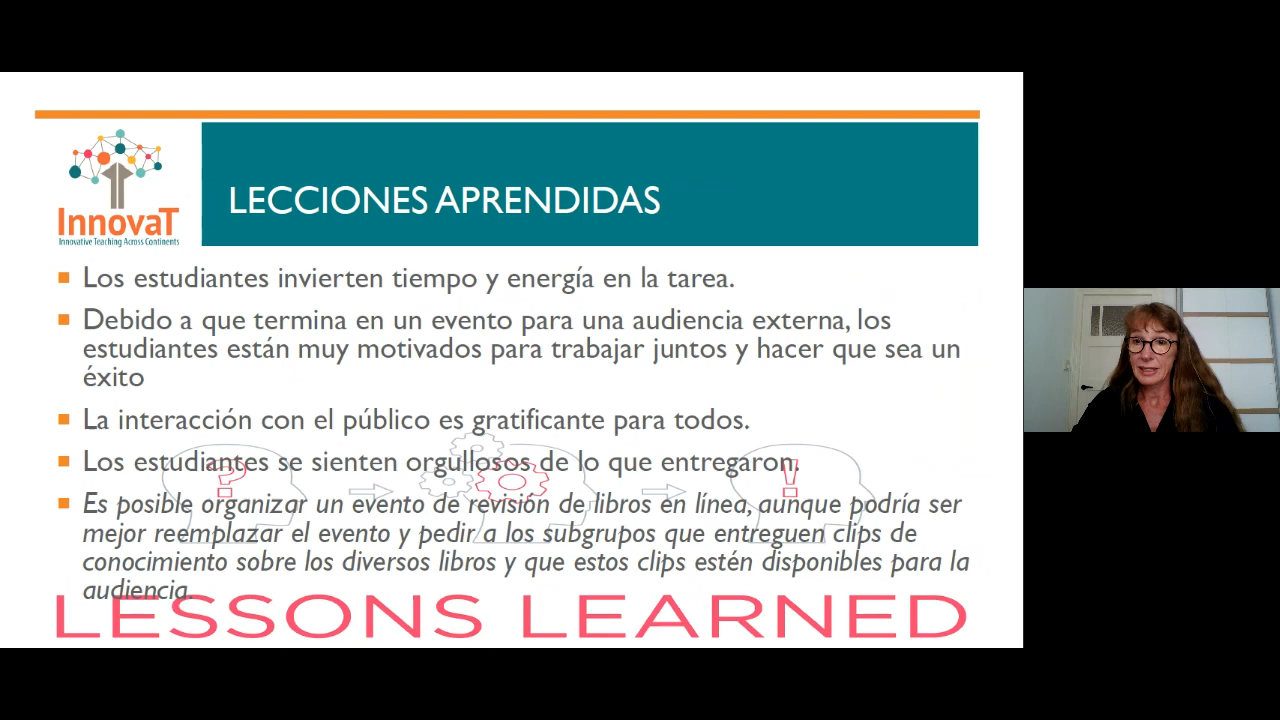 InnovaT
Innovative Teaching Across Continents
LECCIONES APRENDIDAS
Los estudiantes invierten tiempo y energía en la tarea.
Debido a que termina en un evento para una audiencia externa, los
estudiantes están muy motivados para trabajar juntos y hacer que sea un
éxito
La interacción con el público es gratificante para todos.
Los estudiantes se sienten orgullosos de lo que entregaron.
Es posible organizar un evento de revisión de libros en línea, aunque podría ser
mejor reemplazar el evento y pedir a los subgrupos que entreguen clips de
conocimiento sobre los diversos libros y que estos clips estén disponibles para la
audiencia.
?
!
LESSONS LEARNED